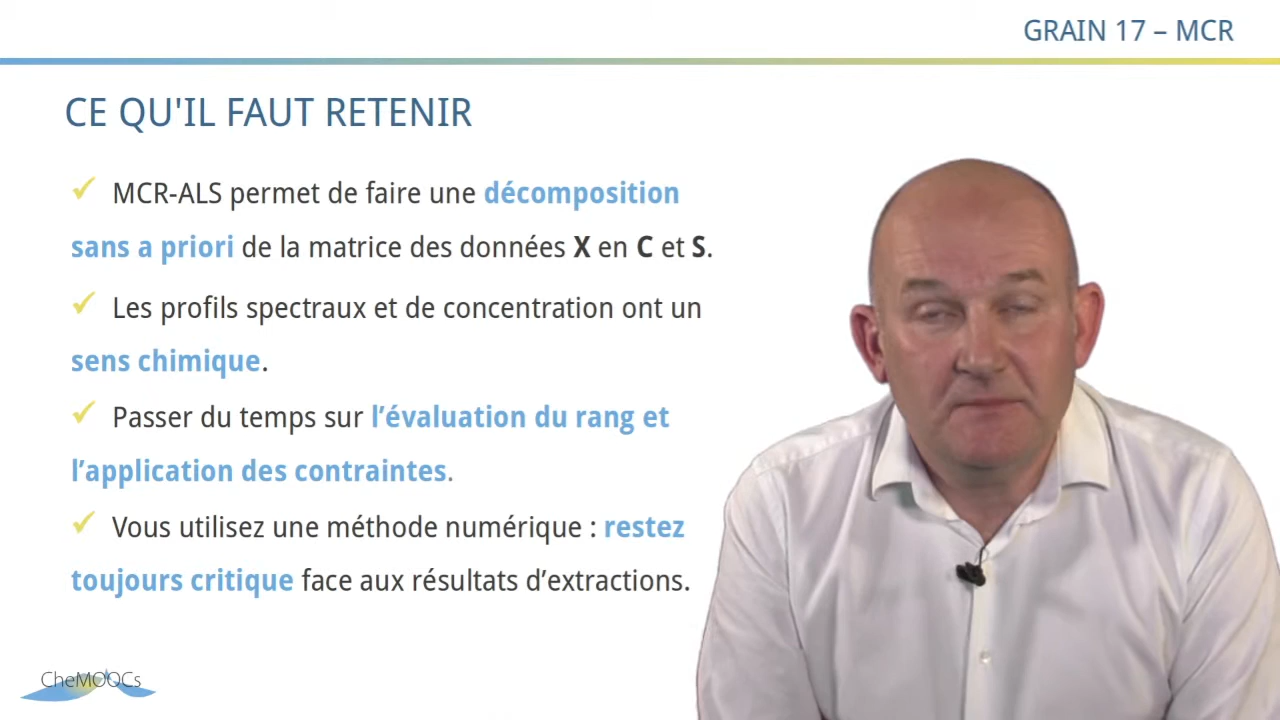 GRAIN 17 – MCR
CE QU'IL FAUT RETENIR
✓ MCR-ALS permet de faire une décomposition
sans a priori de la matrice des données X en C et S.
✓ Les profils spectraux et de concentration ont un
sens chimique.
✓ Passer du temps sur l’évaluation du rang et
l’application des contraintes.
✓ Vous utilisez une méthode numérique : restez
toujours critique face aux résultats d’extractions.
CheMOOCs